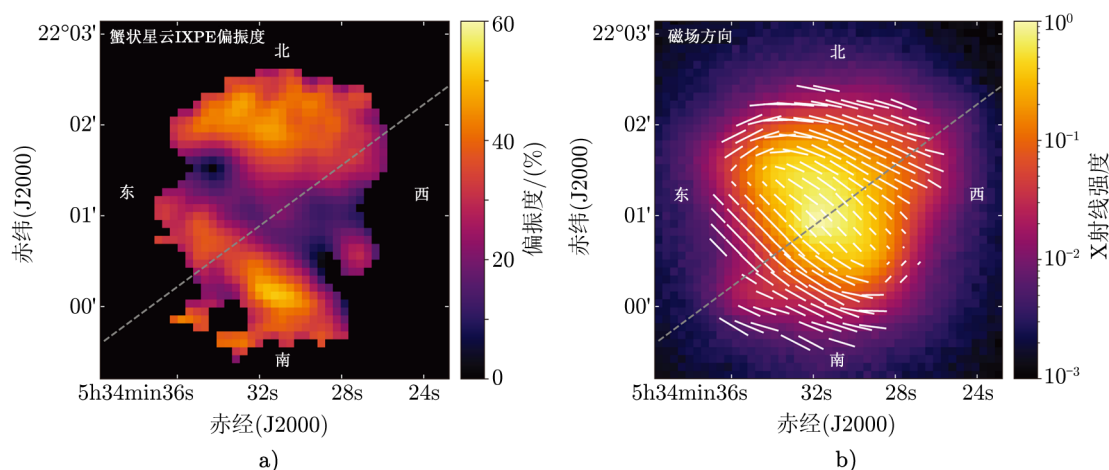 蟹状星云IXPE偏振度
北
东
西
南
22°03'
02'
01'
00'
赤纬(J2000)
5h34min36s
32s
28s
24s
赤经(J2000)
60
40
20
0
偏振度/(%)
a)
磁场方向
北
东
西
南
22°03'
02'
01'
00'
赤纬(J2000)
5h34min36s
32s
28s
24s
赤经(J2000)
10⁰
10⁻¹
10⁻²
10⁻³
X射线强度
b)